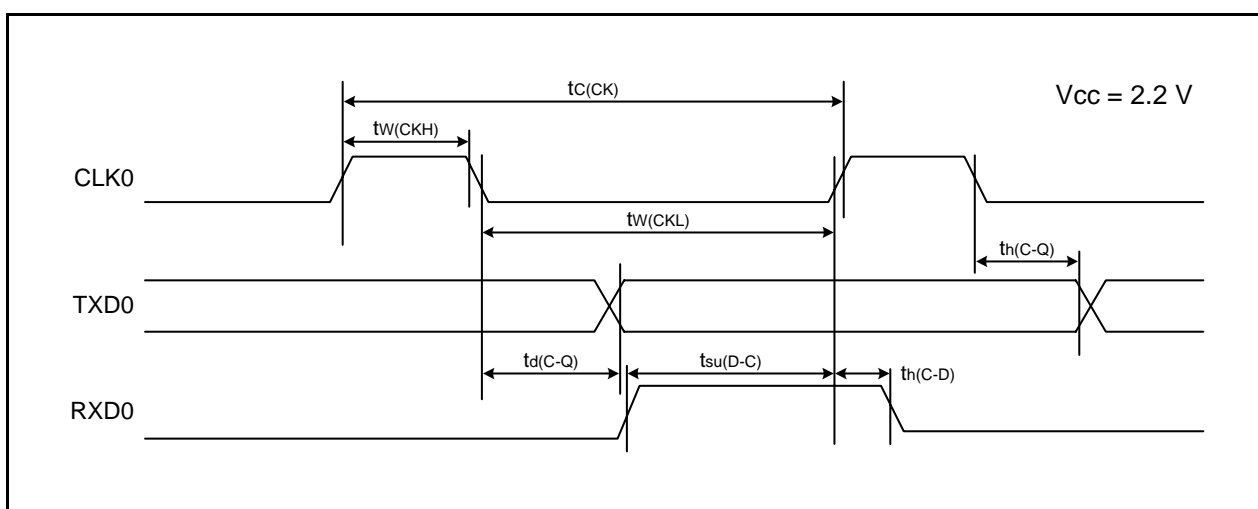 tC(CK)
Vcc = 2.2 V
tW(CKH)
CLK0
tW(CKL)
th(C-Q)
TXD0
td(C-Q)
tsu(D-C)
th(C-D)
RXD0